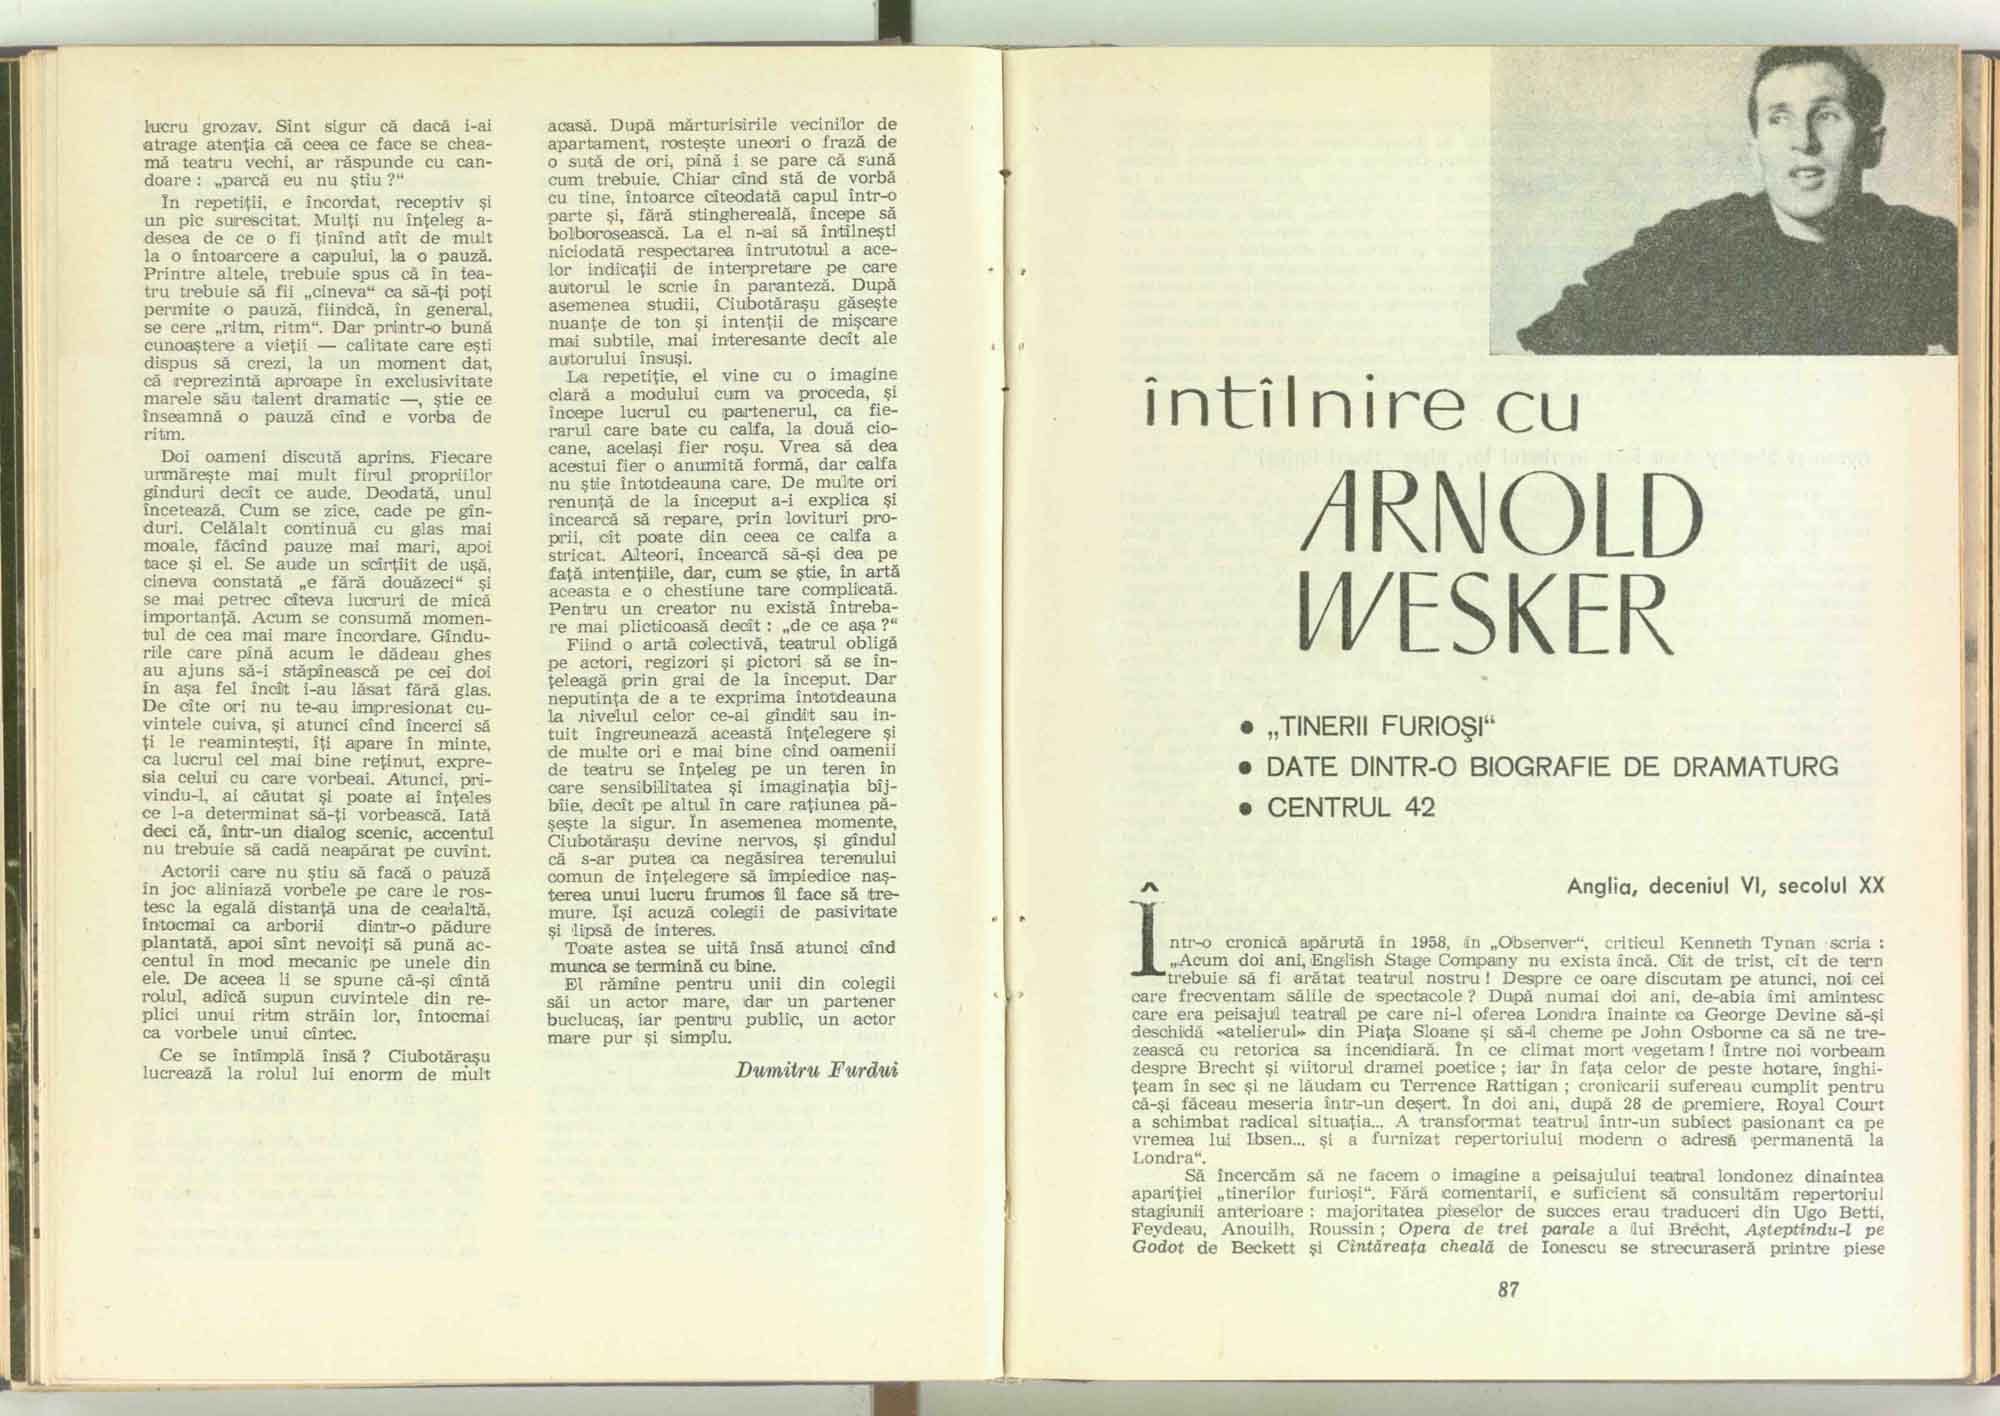 lucru grozav. Sînt sigur că dacă i-ai
atrage atenția că ceea ce face se chea-
mă teatru vechi, ar răspunde cu can-
doare : „parcă eu nu știu ?“
In repetiții, e încordat, receptiv și
un pic surescitat. Mulți nu înțeleg a-
desea de ce o fi ținînd atît de mult
la o întoarcere a capului, la o pauză.
Printre altele, trebuie spus că în tea-
tru trebuie să fii „cineva“ ca să-ți poți
permite o pauză, fiindcă, în general,
se cere „ritm, ritm“. Dar printr-o bună
cunoaștere a vieții — calitate care ești
dispus să crezi, la un moment dat,
că reprezintă aproape în exclusivitate
marele său talent dramatic —, știe ce
înseamnă o pauză cînd e vorba de
ritm.
Doi oameni discută aprins. Fiecare
urmărește mai mult firul propriilor
gînduri decît ce aude. Deodată, unul
încetează. Cum se zice, cade pe gîn-
duri. Celălalt continuă cu glas mai
moale, făcînd pauze mai mari, apoi
tace și el. Se aude un scîrțîit de ușă,
cineva constată „e fără douăzeci“ și
se mai petrec cîteva lucruri de mică
importanță. Acum se consumă momen-
tul de cea mai mare încordare. Gîndu-
rile care pînă acum le dădeau ghes
au ajuns să-i stăpînească pe cei doi
în așa fel încît i-au lăsat fără glas.
De cîte ori nu te-au impresionat cu-
vintele cuiva, și atunci cînd încerci să
ți le reamintești, îți apare în minte,
ca lucrul cel mai bine reținut, expre-
sia celui cu care vorbeai. Atunci, pri-
vindu-l, ai căutat și poate ai înțeles
ce l-a determinat să-ți vorbească. Iată
deci că, într-un dialog scenic, accentul
nu trebuie să cadă neapărat pe cuvînt.
Actorii care nu știu să facă o pauză
în joc aliniază vorbele pe care le ros-
tesc la egală distanță una de cealaltă,
întocmai ca arborii dintr-o pădure
plantată, apoi sînt nevoiți să pună ac-
centul în mod mecanic pe unele din
ele. De aceea li se spune că-și cîntă
rolul, adică supun cuvintele din re-
plici unui ritm străin lor, întocmai
ca vorbele unui cîntec.
Ce se întîmplă însă ? Ciubotărașu
lucrează la rolul lui enorm de mult
acasă. După mărturisirile vecinilor de
apartament, rostește uneori o frază de
o sută de ori, pînă i se pare că sună
cum trebuie. Chiar cînd stă de vorbă
cu tine, întoarce cîteodată capul într-o
parte și, fără stinghereală, începe să
bolborosească. La el n-ai să întîlnești
niciodată respectarea întrutotul a ace-
lor indicații de interpretare pe care
autorul le scrie în paranteză. După
asemenea studii, Ciubotărașu găsește
nuanțe de ton și intenții de mișcare
mai subtile, mai interesante decît ale
autorului însuși.
La repetiție, el vine cu o imagine
clară a modului cum va proceda, și
începe lucrul cu partenerul, ca fie-
rarul care bate cu calfa, la două cio-
cane, același fier roșu. Vrea să dea
acestui fier o anumită formă, dar calfa
nu știe întotdeauna care. De multe ori
renunță de la început a-i explica și
încearcă să repare, prin lovituri pro-
prii, cît poate din ceea ce calfa a
stricat. Alteori, încearcă să-și dea pe
față intențiile, dar, cum se știe, în artă
aceasta e o chestiune tare complicată.
Pentru un creator nu există întreba-
re mai plicticoasă decît : „de ce așa ?“
Fiind o artă colectivă, teatrul obligă
pe actori, regizori și pictori să se în-
țeleagă prin grai de la început. Dar
neputința de a te exprima întotdeauna
la nivelul celor ce-ai gîndit sau in-
tuit îngreunează această înțelegere și
de multe ori e mai bine cînd oamenii
de teatru se înțeleg pe un teren în
care sensibilitatea și imaginația bîj-
bîie, decît pe altul în care rațiunea pă-
șește la sigur. În asemenea momente,
Ciubotărașu devine nervos, și gîndul
că s-ar putea ca negăsirea terenului
comun de înțelegere să împiedice naș-
terea unui lucru frumos îl face să tre-
mure. Își acuză colegii de pasivitate
și lipsă de interes.
Toate astea se uită însă atunci cînd
munca se termină cu bine.
El rămîne pentru unii din colegii
săi un actor mare, dar un partener
buclucaș, iar pentru public, un actor
mare pur și simplu.
Dumitru Furdui
întîlnire cu
ARNOLD
WESKER
• „TINERII FURIOȘI“
• DATE DINTR-O BIOGRAFIE DE DRAMATURG
• CENTRUL 42
Anglia, deceniul VI, secolul XX
Într-o cronică apărută în 1958, în „Observer“, criticul Kenneth Tynan scria :
„Acum doi ani, English Stage Company nu exista încă. Cît de trist, cît de tern
trebuie să fi arătat teatrul nostru ! Despre ce oare discutam pe atunci, noi cei
care frecventam sălile de spectacole ? După numai doi ani, de-abia îmi amintesc
care era peisajul teatral pe care ni-l oferea Londra înainte ca George Devine să-și
deschidă «atelierul» din Piața Sloane și să-l cheme pe John Osborne ca să ne tre-
zească cu retorica sa incendiară. În ce climat mort vegetam ! Între noi vorbeam
despre Brecht și viitorul dramei poetice ; iar în fața celor de peste hotare, înghi-
țeam în sec și ne lăudam cu Terrence Rattigan ; cronicarii sufereau cumplit pentru
că-și făceau meseria într-un deșert. În doi ani, după 28 de premiere, Royal Court
a schimbat radical situația... A transformat teatrul într-un subiect pasionant ca pe
vremea lui Ibsen... și a furnizat repertoriului modern o adresă permanentă la
Londra“.
Să încercăm să ne facem o imagine a peisajului teatral londonez dinaintea
apariției „tinerilor furioși“. Fără comentarii, e suficient să consultăm repertoriul
stagiunii anterioare : majoritatea pieselor de succes erau traduceri din Ugo Betti,
Feydeau, Anouilh, Roussin ; Opera de trei parale a lui Brecht, Așteptîndu-l pe
Godot de Beckett și Cîntăreața cheală de Ionescu se strecuraseră printre piese
87